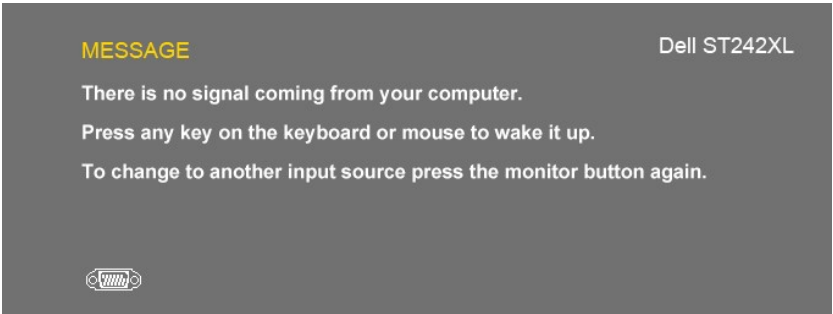 MESSAGE
Dell ST242XL
There is no signal coming from your computer.
Press any key on the keyboard or mouse to wake it up.
To change to another input source press the monitor button again.